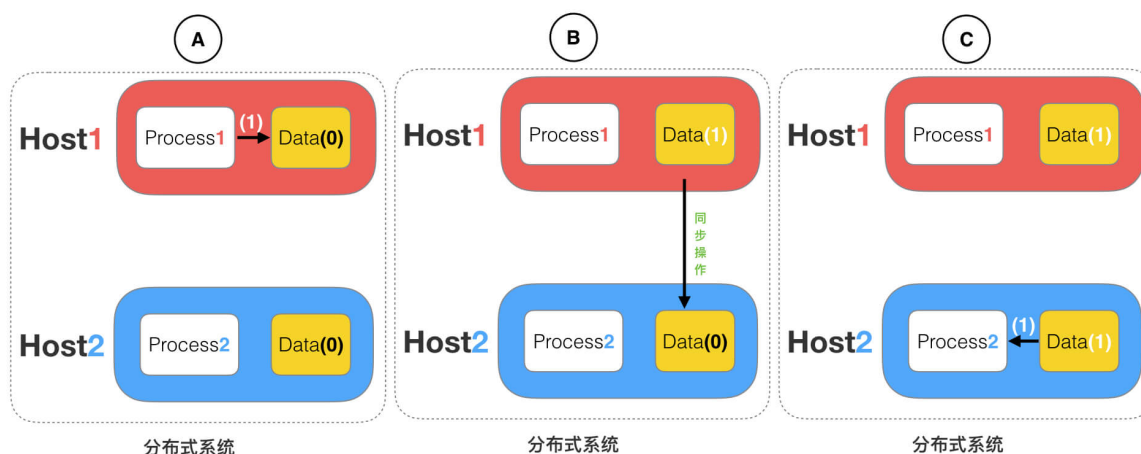 A
Host1
Process1
(1)
Data(0)
Host2
Process2
Data(0)
分布式系统
B
Host1
Process1
Data(1)
同步操作
Host2
Process2
Data(0)
分布式系统
C
Host1
Process1
Data(1)
Host2
Process2
(1)
Data(1)
分布式系统